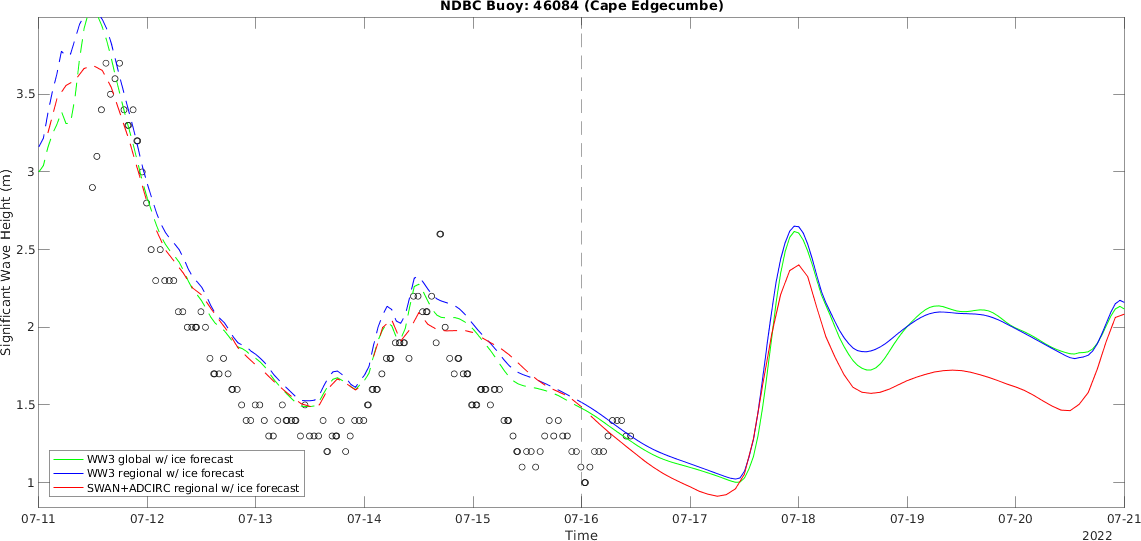 NDBC Buoy: 46084 (Cape Edgecumbe)
Significant Wave Height (m)
3.5
3
2.5
2
1.5
1
WW3 global w/ ice forecast
WW3 regional w/ ice forecast
SWAN+ADCIRC regional w/ ice forecast
07-11 07-12 07-13 07-14 07-15 07-16 07-17 07-18 07-19 07-20 07-21
Time
2022